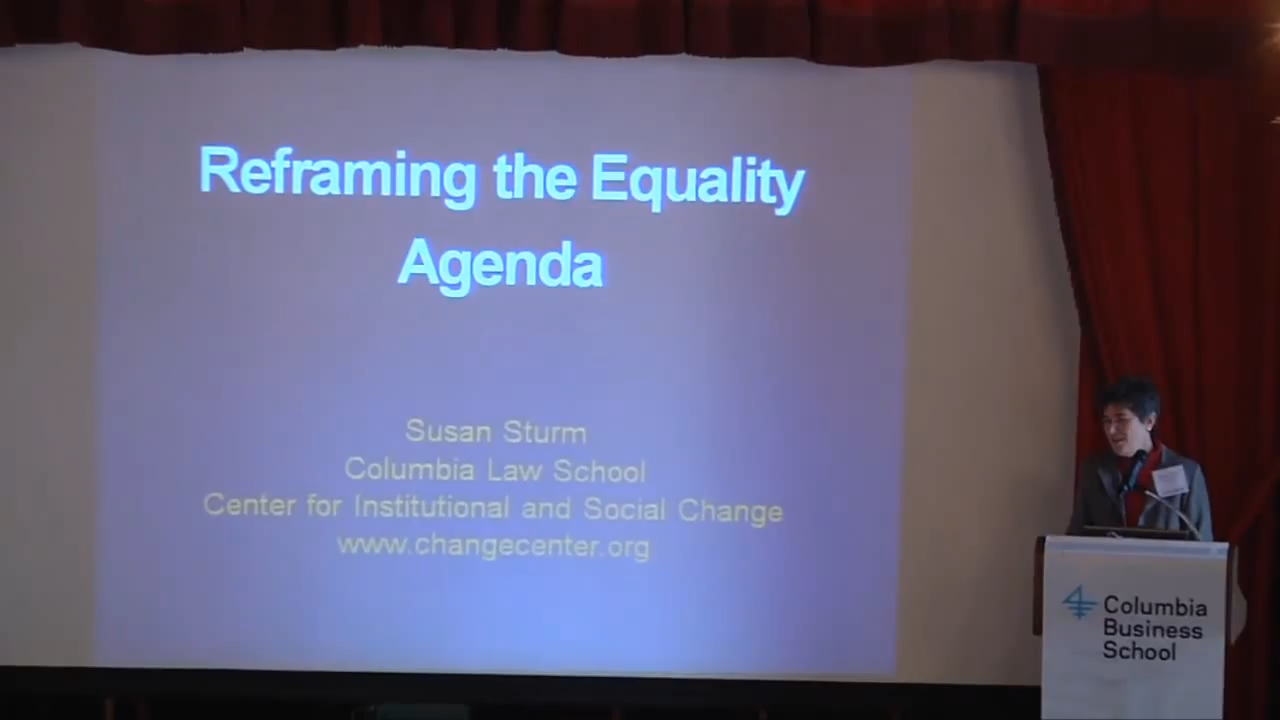 Reframing the Equality
Agenda
Susan Sturm
Columbia Law School
Center for Institutional and Social Change
www.changecenter.org
Columbia
Business
School